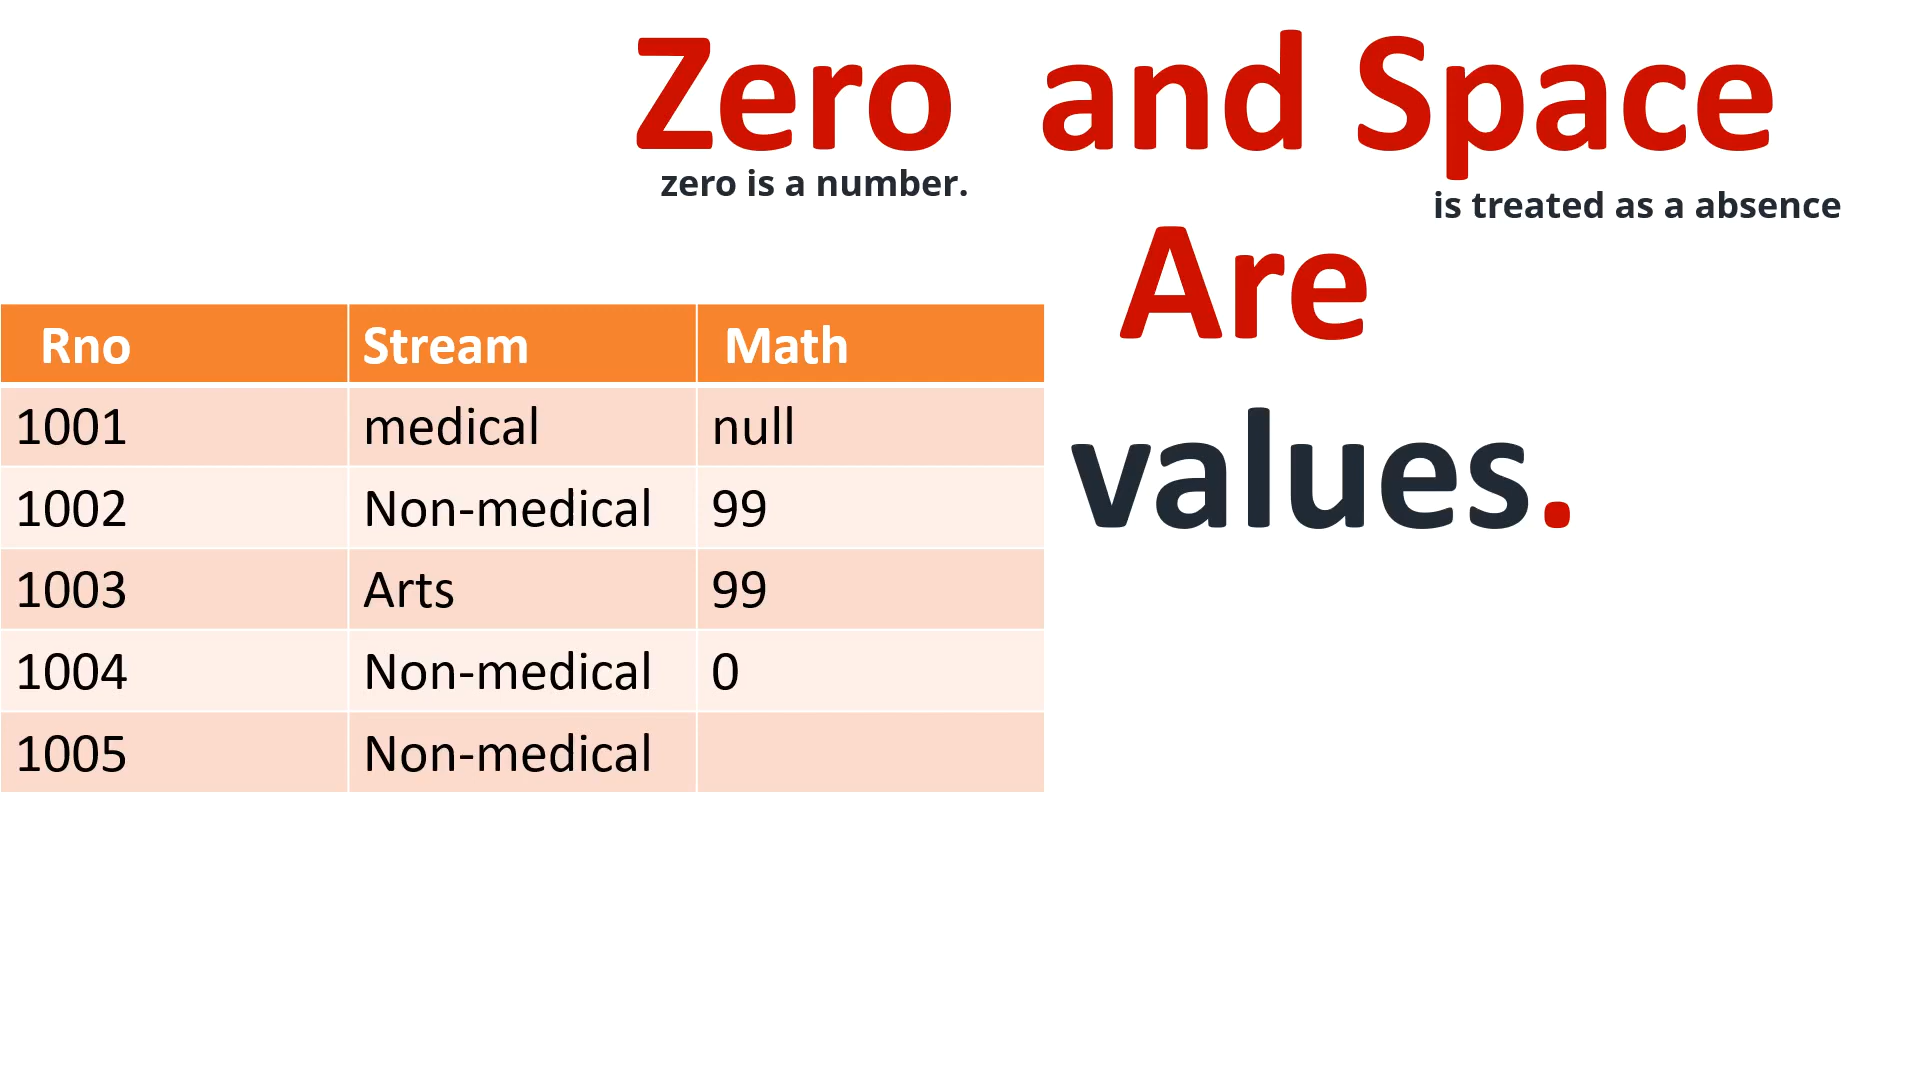 Zero and Space
zero is a number.
is treated as a absence
Are
values.
Rno Stream Math
1001 medical null
1002 Non-medical 99
1003 Arts 99
1004 Non-medical 0
1005 Non-medical